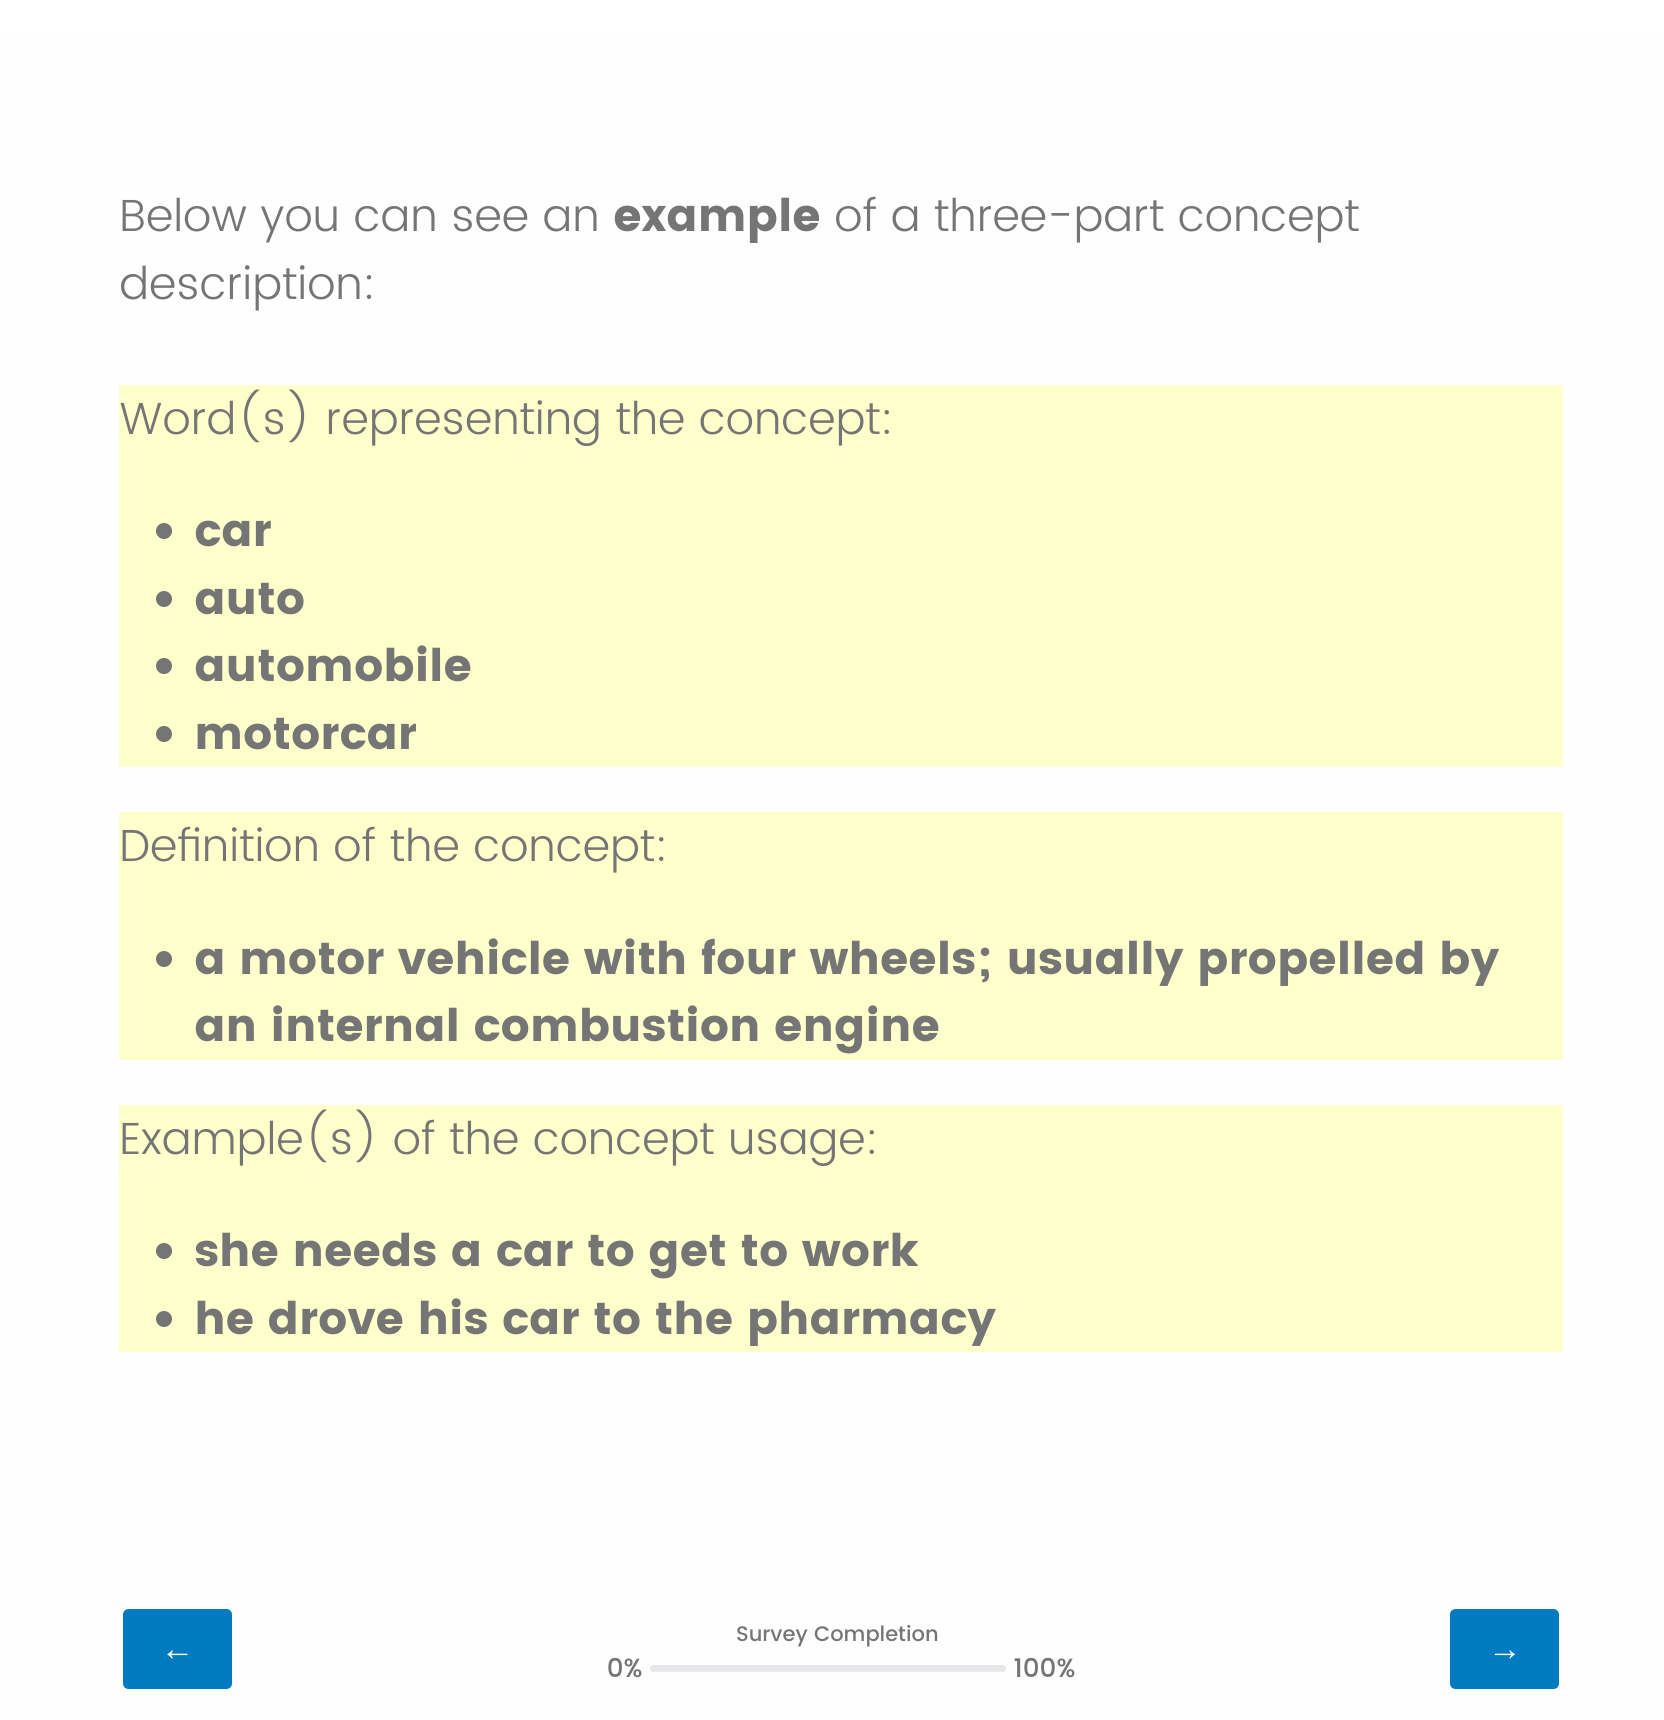 Below you can see an example of a three-part concept
description:
Word(s) representing the concept:
• car
• auto
• automobile
• motorcar
Definition of the concept:
• a motor vehicle with four wheels; usually propelled by
an internal combustion engine
Example(s) of the concept usage:
• she needs a car to get to work
• he drove his car to the pharmacy
←
Survey Completion
0% 100%
→